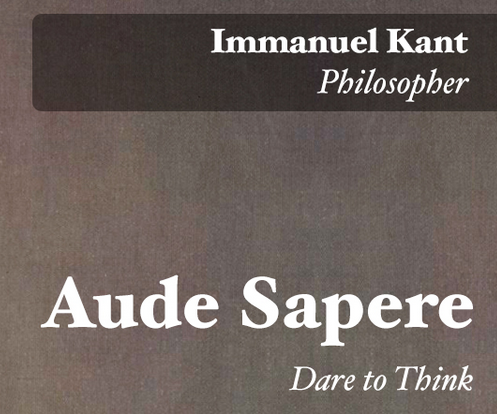 Immanuel Kant
Philosopher
Aude Sapere
Dare to Think